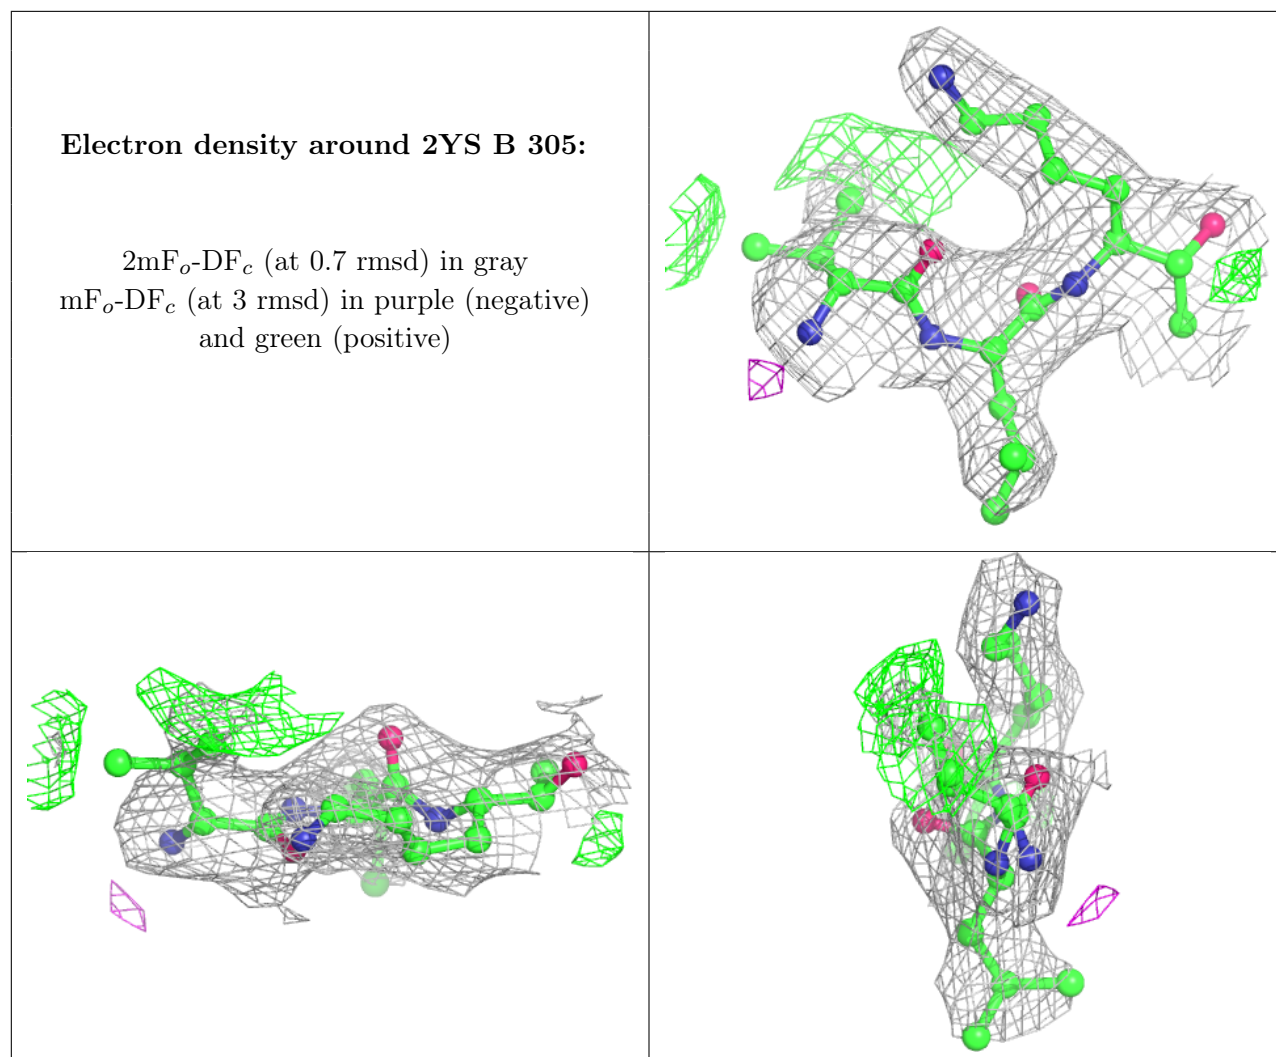 Electron density around 2YS B 305:
2mFo-DFc (at 0.7 rmsd) in gray
mFo-DFc (at 3 rmsd) in purple (negative)
and green (positive)